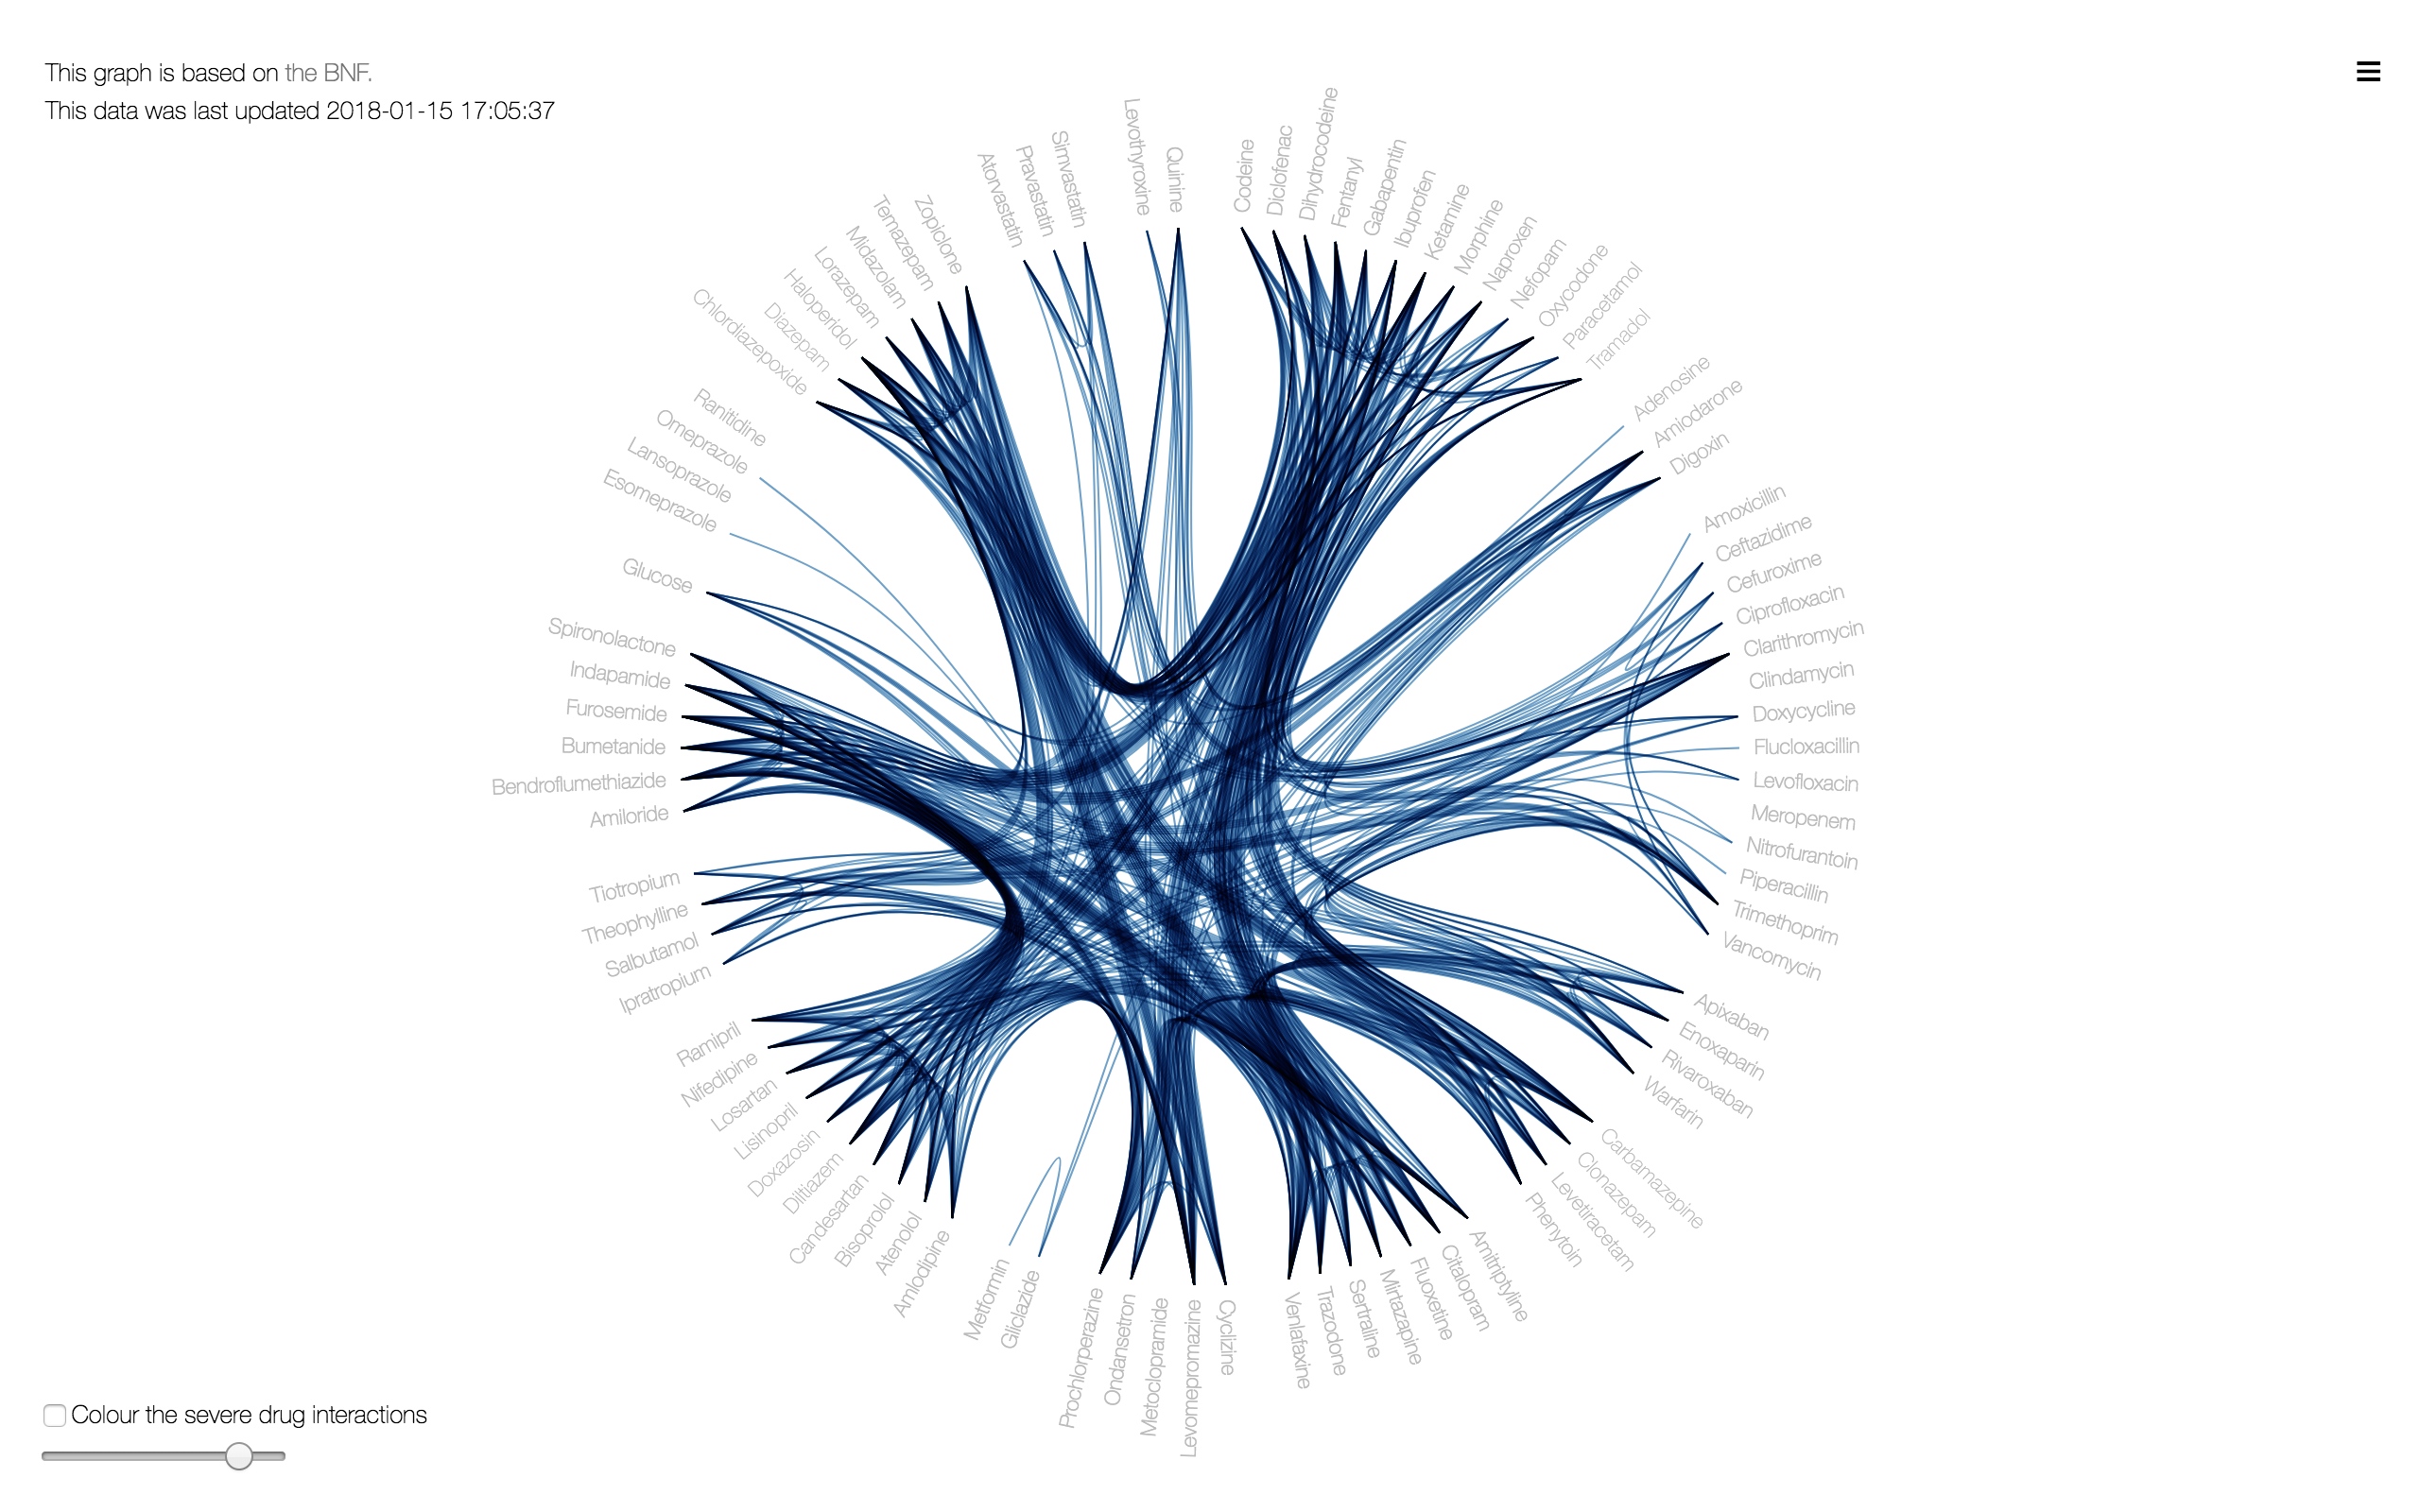 This graph is based on the BNF.
This data was last updated 2018-01-15 17:05:37
Codeine
Diclofenac
Dihydrocodeine
Fentanyl
Gabapentin
Ibuprofen
Ketamine
Morphine
Naproxen
Nefopam
Oxycodone
Paracetamol
Tramadol
Adenosine
Amiodarone
Digoxin
Amoxicillin
Ceftazidime
Cefuroxime
Ciprofloxacin
Clarithromycin
Clindamycin
Doxycycline
Flucloxacillin
Levofloxacin
Meropenem
Nitrofurantoin
Piperacillin
Trimethoprim
Vancomycin
Apixaban
Enoxaparin
Rivaroxaban
Warfarin
Carbamazepine
Clonazepam
Levetiracetam
Phenytoin
Amitriptyline
Citalopram
Fluoxetine
Mirtazapine
Sertraline
Trazodone
Venlafaxine
Cyclizine
Levomepromazine
Metoclopramide
Ondansetron
Prochlorperazine
Gliclazide
Metformin
Amlodipine
Atenolol
Bisoprolol
Candesartan
Diltiazem
Doxazosin
Lisinopril
Losartan
Nifedipine
Ramipril
Ipratropium
Salbutamol
Theophylline
Tiotropium
Amiloride
Bendroflumethiazide
Bumetanide
Furosemide
Indapamide
Spironolactone
Glucose
Esomeprazole
Lansoprazole
Omeprazole
Ranitidine
Chlordiazepoxide
Diazepam
Haloperidol
Lorazepam
Midazolam
Temazepam
Zopiclone
Atorvastatin
Pravastatin
Simvastatin
Levothyroxine
Quinine
Colour the severe drug interactions